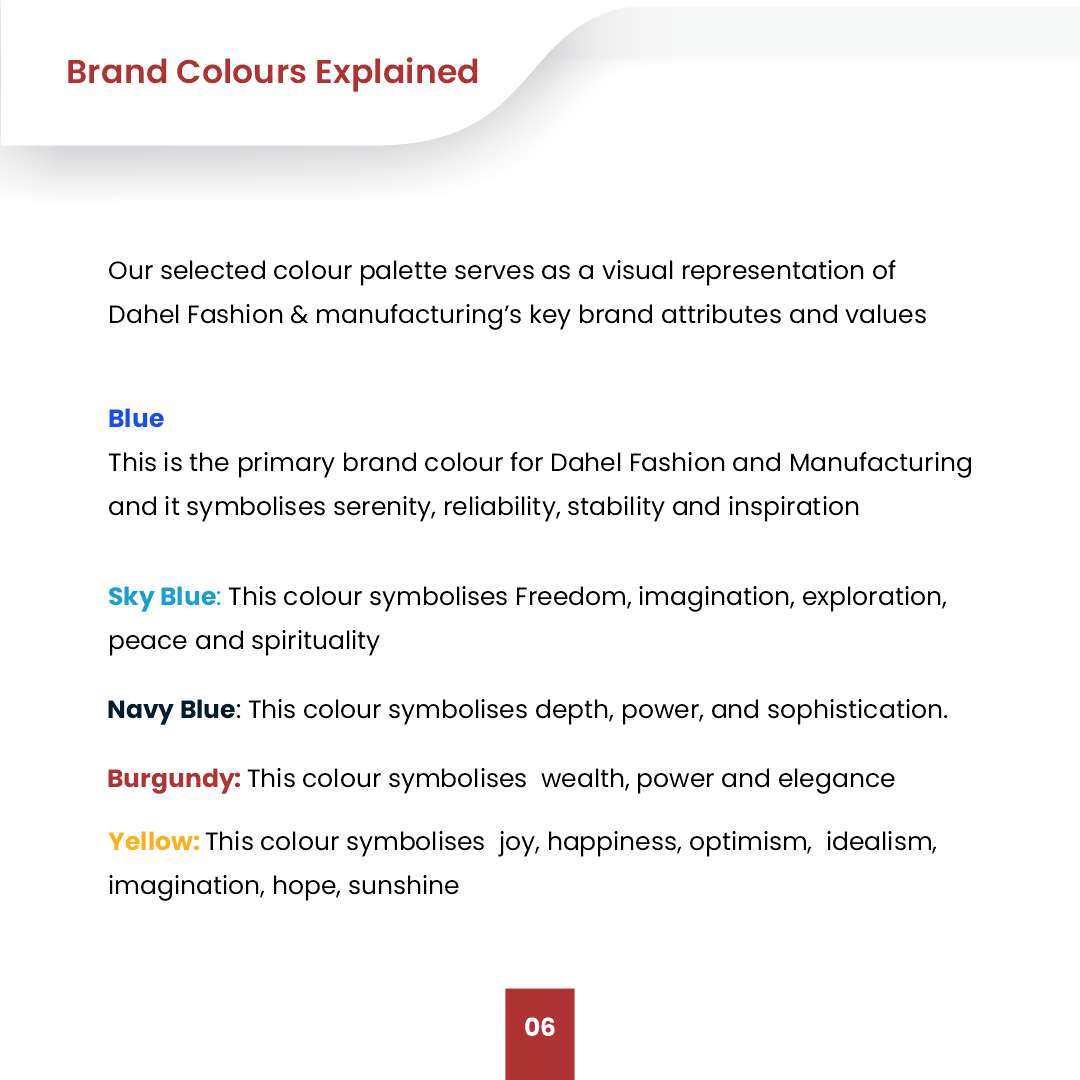 Brand Colours Explained
Our selected colour palette serves as a visual representation of
Dahel Fashion & manufacturing’s key brand attributes and values
Blue
This is the primary brand colour for Dahel Fashion and Manufacturing
and it symbolises serenity, reliability, stability and inspiration
Sky Blue: This colour symbolises Freedom, imagination, exploration,
peace and spirituality
Navy Blue: This colour symbolises depth, power, and sophistication.
Burgundy: This colour symbolises  wealth, power and elegance
Yellow: This colour symbolises  joy, happiness, optimism,  idealism,
imagination, hope, sunshine
06